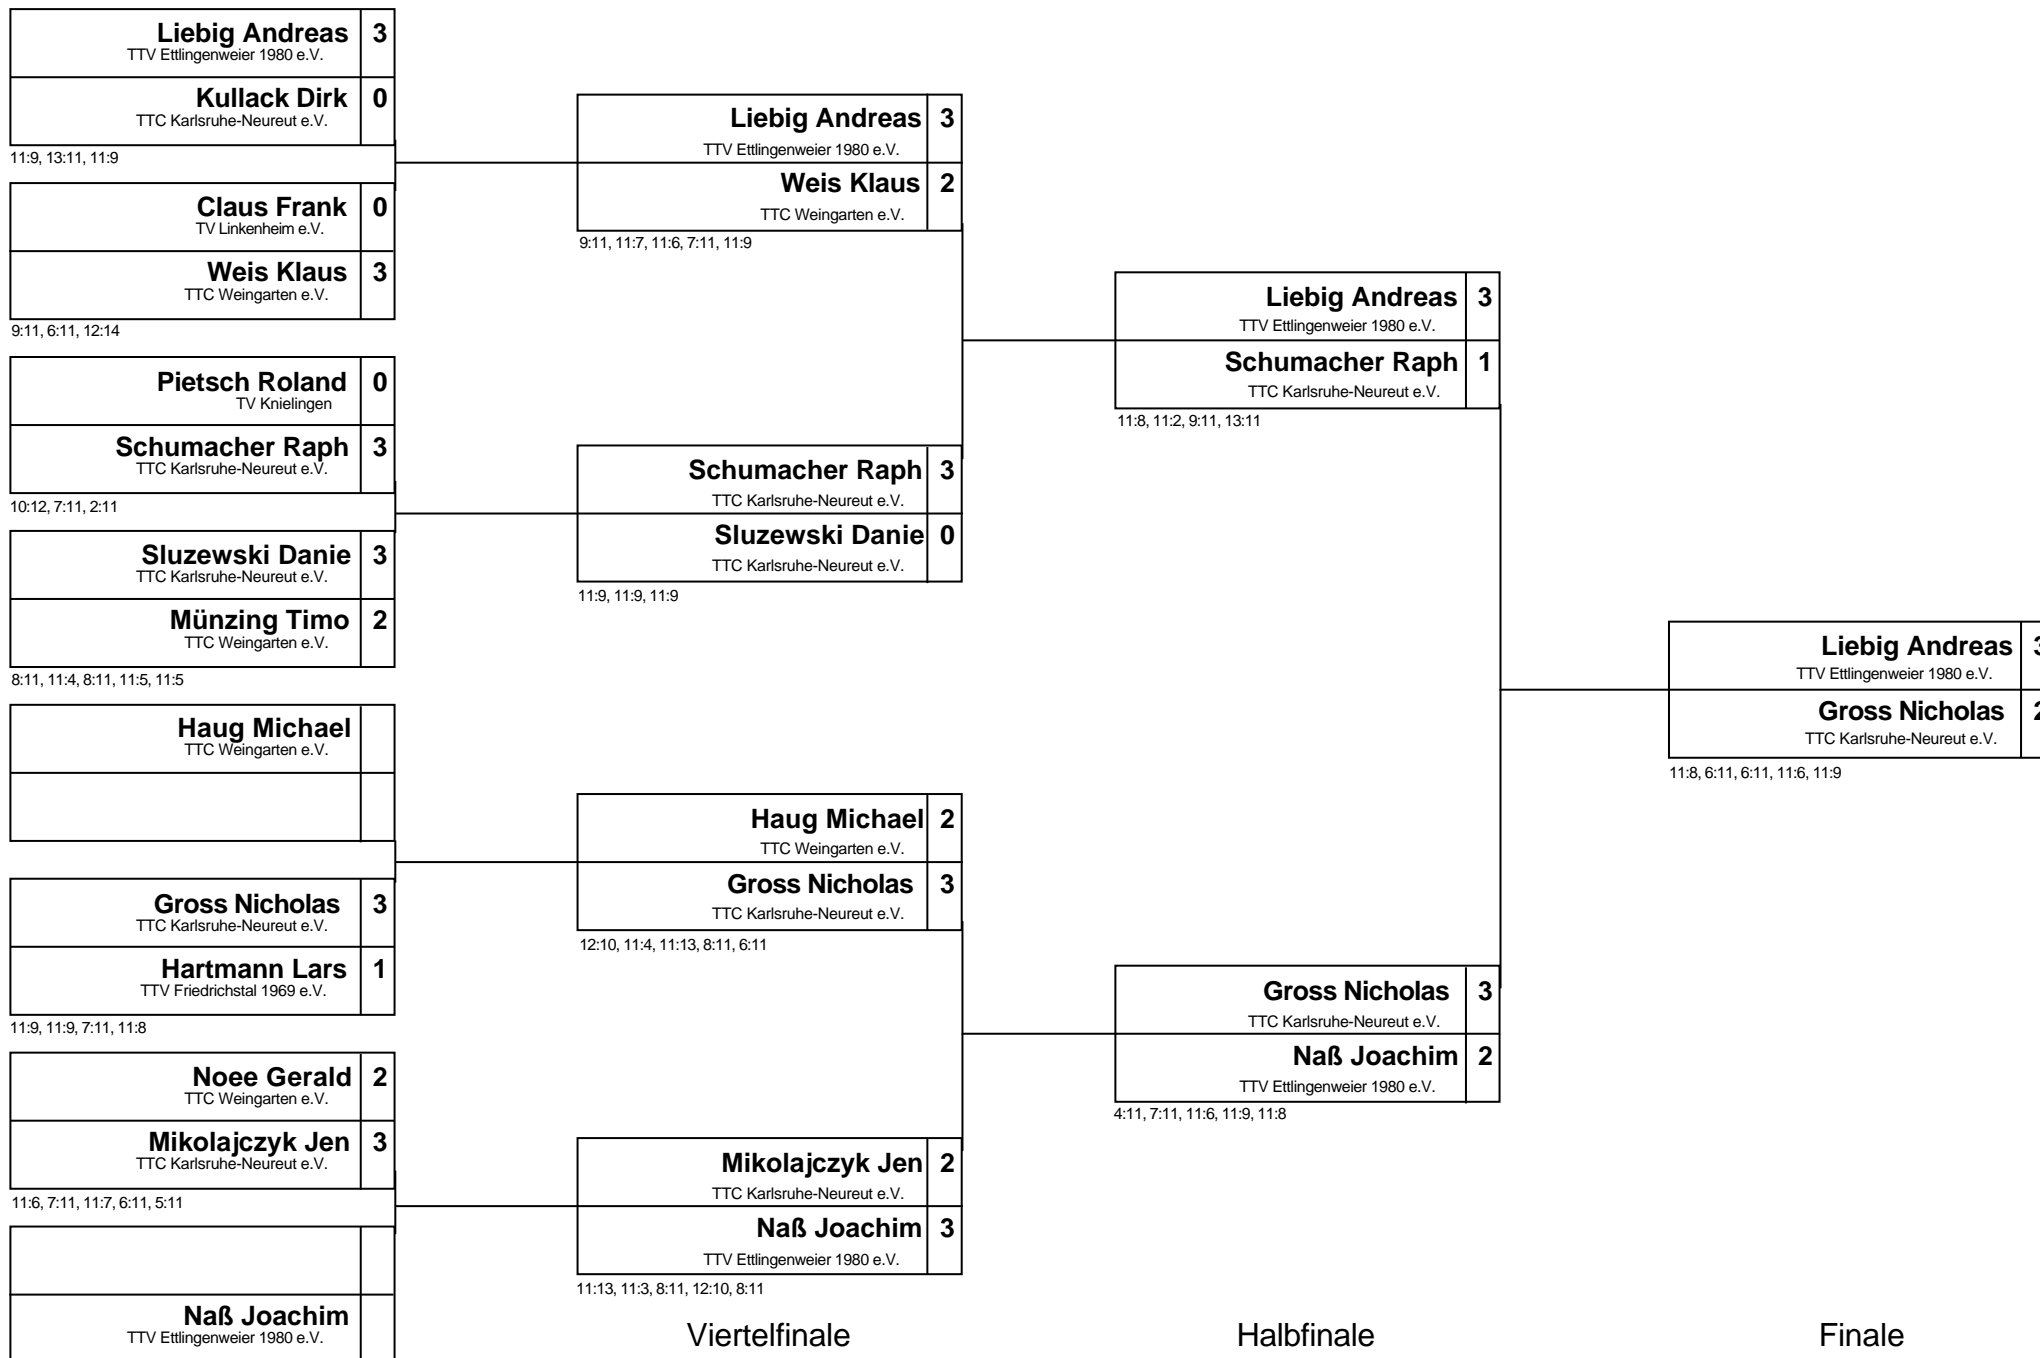 Liebig Andreas 3
TTV Ettlingenweier 1980 e.V.
Kullack Dirk 0
TTC Karlsruhe-Neureut e.V.
11:9, 13:11, 11:9
Claus Frank 0
TV Linkenheim e.V.
Weis Klaus 3
TTC Weingarten e.V.
9:11, 6:11, 12:14
Pietsch Roland 0
TV Knielingen
Schumacher Raph 3
TTC Karlsruhe-Neureut e.V.
10:12, 7:11, 2:11
Sluzewski Danie 3
TTC Karlsruhe-Neureut e.V.
Münzing Timo 2
TTC Weingarten e.V.
8:11, 11:4, 8:11, 11:5, 11:5
Haug Michael
TTC Weingarten e.V.
Gross Nicholas 3
TTC Karlsruhe-Neureut e.V.
Hartmann Lars 1
TTV Friedrichstal 1969 e.V.
11:9, 11:9, 7:11, 11:8
Noee Gerald 2
TTC Weingarten e.V.
Mikolajczyk Jen 3
TTC Karlsruhe-Neureut e.V.
11:6, 7:11, 11:7, 6:11, 5:11
Naß Joachim
TTV Ettlingenweier 1980 e.V.
Liebig Andreas 3
TTV Ettlingenweier 1980 e.V.
Weis Klaus 2
TTC Weingarten e.V.
9:11, 11:7, 11:6, 7:11, 11:9
Schumacher Raph 3
TTC Karlsruhe-Neureut e.V.
Sluzewski Danie 0
TTC Karlsruhe-Neureut e.V.
11:9, 11:9, 11:9
Haug Michael 2
TTC Weingarten e.V.
Gross Nicholas 3
TTC Karlsruhe-Neureut e.V.
12:10, 11:4, 11:13, 8:11, 6:11
Mikolajczyk Jen 2
TTC Karlsruhe-Neureut e.V.
Naß Joachim 3
TTV Ettlingenweier 1980 e.V.
11:13, 11:3, 8:11, 12:10, 8:11
Viertelfinale
Liebig Andreas 3
TTV Ettlingenweier 1980 e.V.
Schumacher Raph 1
TTC Karlsruhe-Neureut e.V.
11:8, 11:2, 9:11, 13:11
Gross Nicholas 3
TTC Karlsruhe-Neureut e.V.
Naß Joachim 2
TTV Ettlingenweier 1980 e.V.
4:11, 7:11, 11:6, 11:9, 11:8
Halbfinale
Liebig Andreas 3
TTV Ettlingenweier 1980 e.V.
Gross Nicholas 2
TTC Karlsruhe-Neureut e.V.
11:8, 6:11, 6:11, 11:6, 11:9
Finale